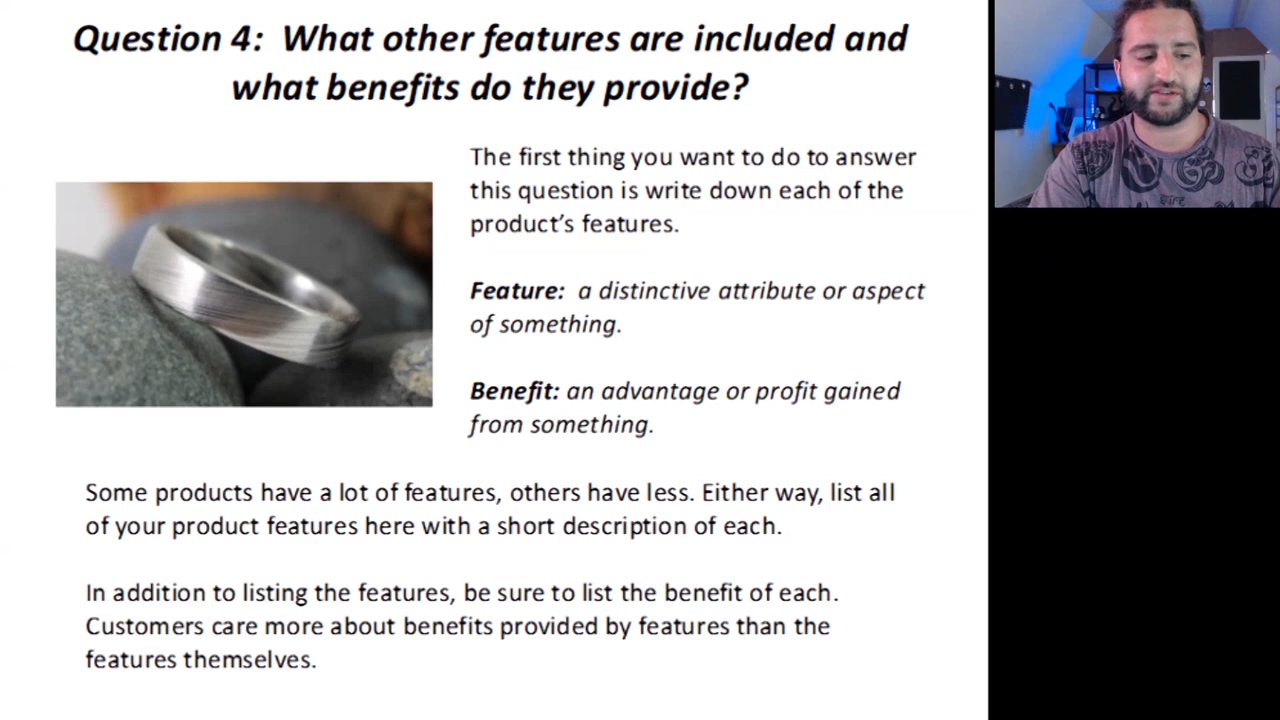 Question 4:  What other features are included and
what benefits do they provide?
The first thing you want to do to answer
this question is write down each of the
product’s features.
Feature:  a distinctive attribute or aspect
of something.
Benefit: an advantage or profit gained
from something.
Some products have a lot of features, others have less. Either way, list all
of your product features here with a short description of each.
In addition to listing the features, be sure to list the benefit of each.
Customers care more about benefits provided by features than the
features themselves.